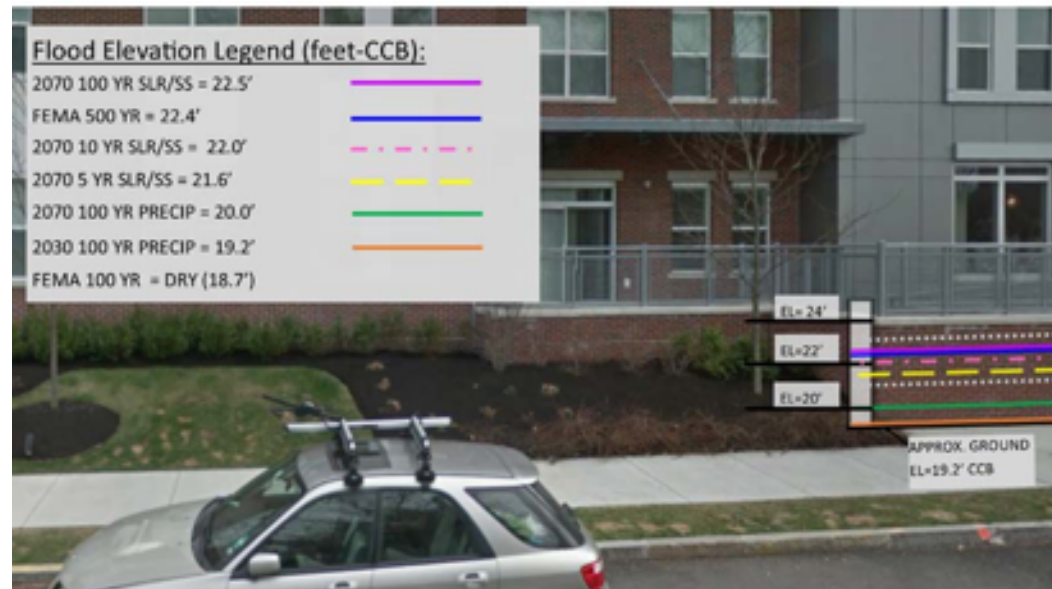 Flood Elevation Legend (feet-CCB):
2070 100 YR SLR/SS = 22.5'
FEMA 500 YR = 22.4'
2070 10 YR SLR/SS = 22.0'
2070 5 YR SLR/SS = 21.6'
2070 100 YR PRECIP = 20.0'
2030 100 YR PRECIP = 19.2'
FEMA 100 YR = DRY (18.7')
EL= 24'
EL=22'
EL=20'
APPROX. GROUND
EL=19.2' CCB